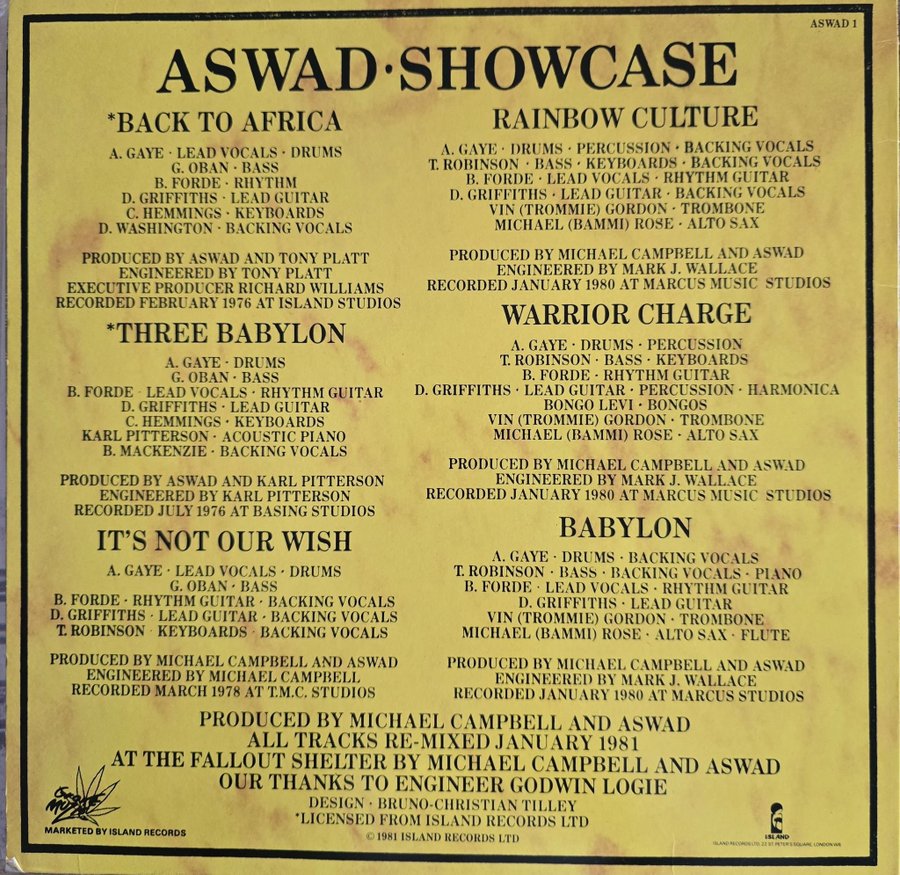 ASWAD 1
ASWAD·SHOWCASE
*BACK TO AFRICA
A. GAYE · LEAD VOCALS · DRUMS
G. OBAN · BASS
B. FORDE · RHYTHM
D. GRIFFITHS · LEAD GUITAR
C. HEMMINGS · KEYBOARDS
D. WASHINGTON · BACKING VOCALS
PRODUCED BY ASWAD AND TONY PLATT
ENGINEERED BY TONY PLATT
EXECUTIVE PRODUCER RICHARD WILLIAMS
RECORDED FEBRUARY 1976 AT ISLAND STUDIOS
*THREE BABYLON
A. GAYE · DRUMS
G. OBAN · BASS
B. FORDE · LEAD VOCALS · RHYTHM GUITAR
D. GRIFFITHS · LEAD GUITAR
C. HEMMINGS · KEYBOARDS
KARL PITTERSON · ACOUSTIC PIANO
B. MACKENZIE · BACKING VOCALS
PRODUCED BY ASWAD AND KARL PITTERSON
ENGINEERED BY KARL PITTERSON
RECORDED JULY 1976 AT BASING STUDIOS
IT'S NOT OUR WISH
A. GAYE · LEAD VOCALS · DRUMS
G. OBAN · BASS
B. FORDE · RHYTHM GUITAR · BACKING VOCALS
D. GRIFFITHS · LEAD GUITAR · BACKING VOCALS
T. ROBINSON · KEYBOARDS · BACKING VOCALS
PRODUCED BY MICHAEL CAMPBELL AND ASWAD
ENGINEERED BY MICHAEL CAMPBELL
RECORDED MARCH 1978 AT T.M.C. STUDIOS
RAINBOW CULTURE
A. GAYE · DRUMS · PERCUSSION · BACKING VOCALS
T. ROBINSON · BASS · KEYBOARDS · BACKING VOCALS
B. FORDE · LEAD VOCALS · RHYTHM GUITAR
D. GRIFFITHS · LEAD GUITAR · BACKING VOCALS
VIN (TROMMIE) GORDON · TROMBONE
MICHAEL (BAMMI) ROSE · ALTO SAX
PRODUCED BY MICHAEL CAMPBELL AND ASWAD
ENGINEERED BY MARK J. WALLACE
RECORDED JANUARY 1980 AT MARCUS MUSIC STUDIOS
WARRIOR CHARGE
A. GAYE · DRUMS · PERCUSSION
T. ROBINSON · BASS · KEYBOARDS
B. FORDE · RHYTHM GUITAR
D. GRIFFITHS · LEAD GUITAR · PERCUSSION · HARMONICA
BONGO LEVI · BONGOS
VIN (TROMMIE) GORDON · TROMBONE
MICHAEL (BAMMI) ROSE · ALTO SAX
PRODUCED BY MICHAEL CAMPBELL AND ASWAD
ENGINEERED BY MARK J. WALLACE
RECORDED JANUARY 1980 AT MARCUS MUSIC STUDIOS
BABYLON
A. GAYE · DRUMS · BACKING VOCALS
T. ROBINSON · BASS · BACKING VOCALS · PIANO
B. FORDE · LEAD VOCALS · RHYTHM GUITAR
D. GRIFFITHS · LEAD GUITAR
VIN (TROMMIE) GORDON · TROMBONE
MICHAEL (BAMMI) ROSE · ALTO SAX · FLUTE
PRODUCED BY MICHAEL CAMPBELL AND ASWAD
ENGINEERED BY MARK J. WALLACE
RECORDED JANUARY 1980 AT MARCUS STUDIOS
PRODUCED BY MICHAEL CAMPBELL AND ASWAD
ALL TRACKS RE-MIXED JANUARY 1981
AT THE FALLOUT SHELTER BY MICHAEL CAMPBELL AND ASWAD
OUR THANKS TO ENGINEER GODWIN LOGIE
DESIGN · BRUNO-CHRISTIAN TILLEY
*LICENSED FROM ISLAND RECORDS LTD
© 1981 ISLAND RECORDS LTD
MARKETED BY ISLAND RECORDS
ISLAND
ISLAND RECORDS LTD. 22 ST. PETER'S SQUARE, LONDON W6